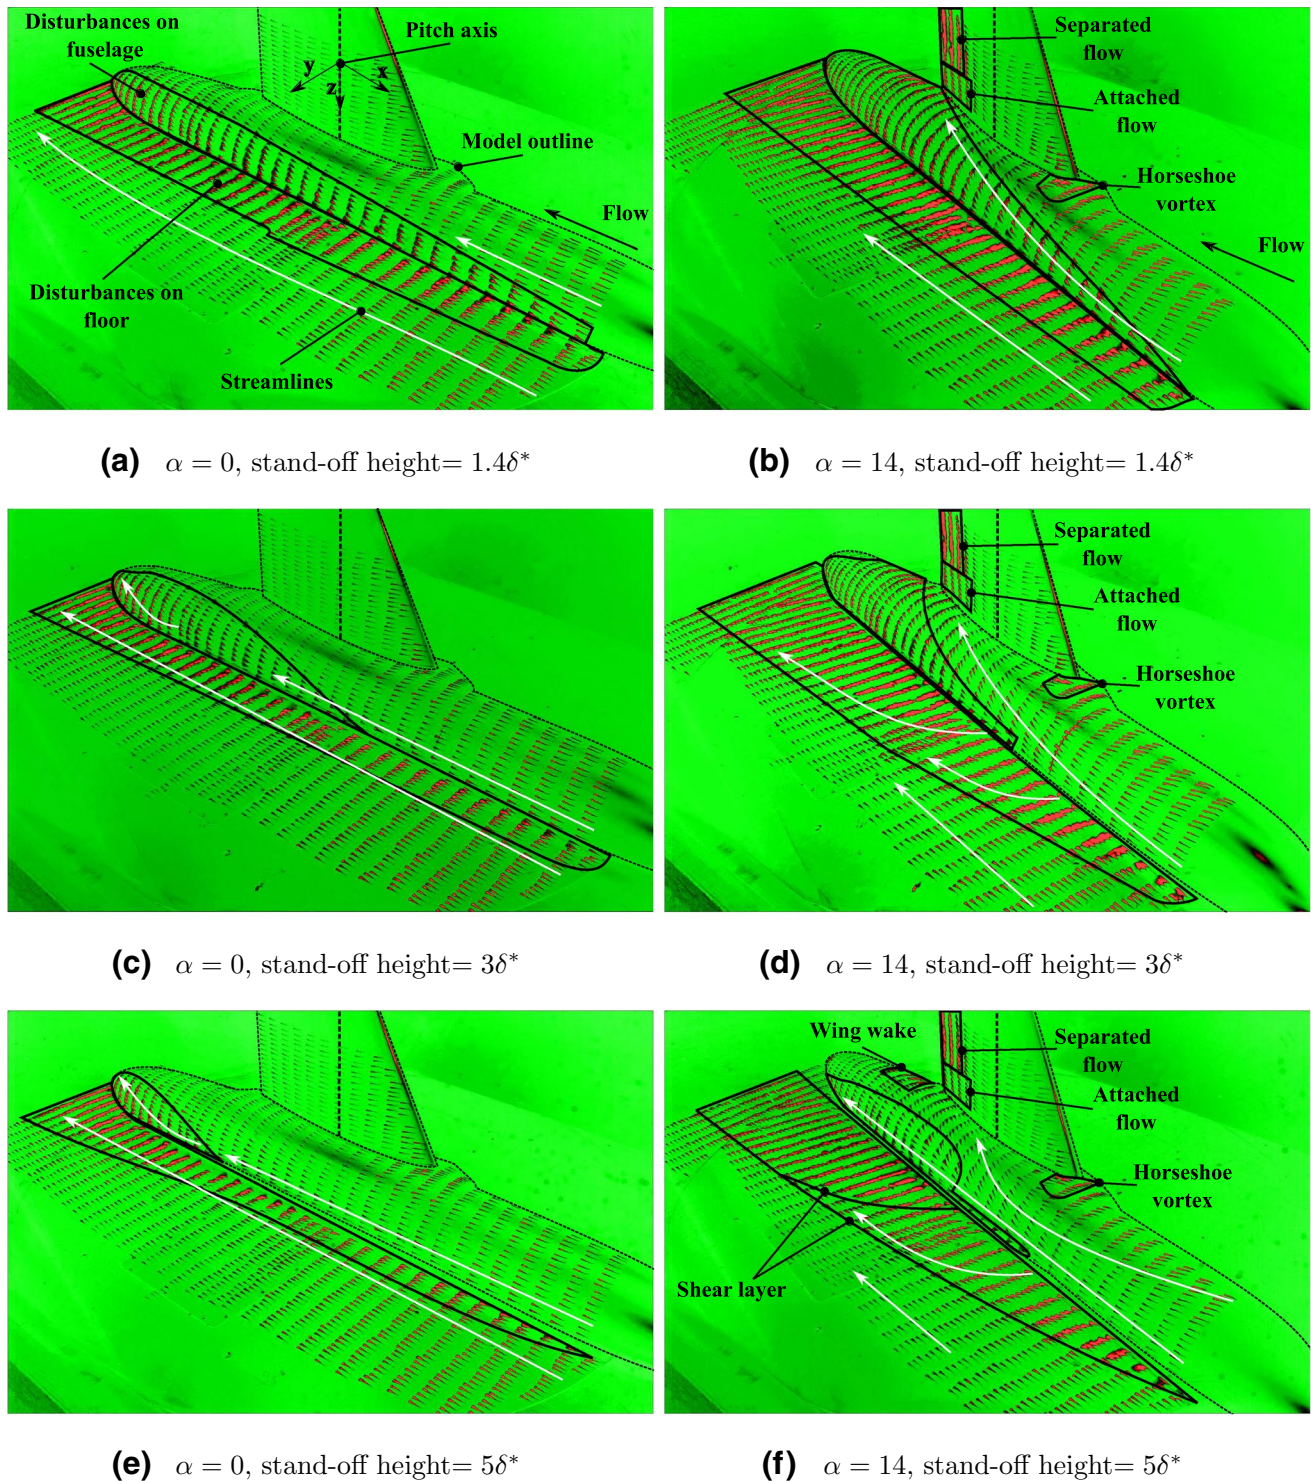 Disturbances on
fuselage
Pitch axis
y
x
z
Model outline
Flow
Disturbances on
floor
Streamlines
(a) α = 0, stand-off height= 1.4δ*
Separated
flow
Attached
flow
Horseshoe
vortex
Flow
(b) α = 14, stand-off height= 1.4δ*
(c) α = 0, stand-off height= 3δ*
Separated
flow
Attached
flow
Horseshoe
vortex
(d) α = 14, stand-off height= 3δ*
(e) α = 0, stand-off height= 5δ*
Wing wake
Separated
flow
Attached
flow
Horseshoe
vortex
Shear layer
(f) α = 14, stand-off height= 5δ*